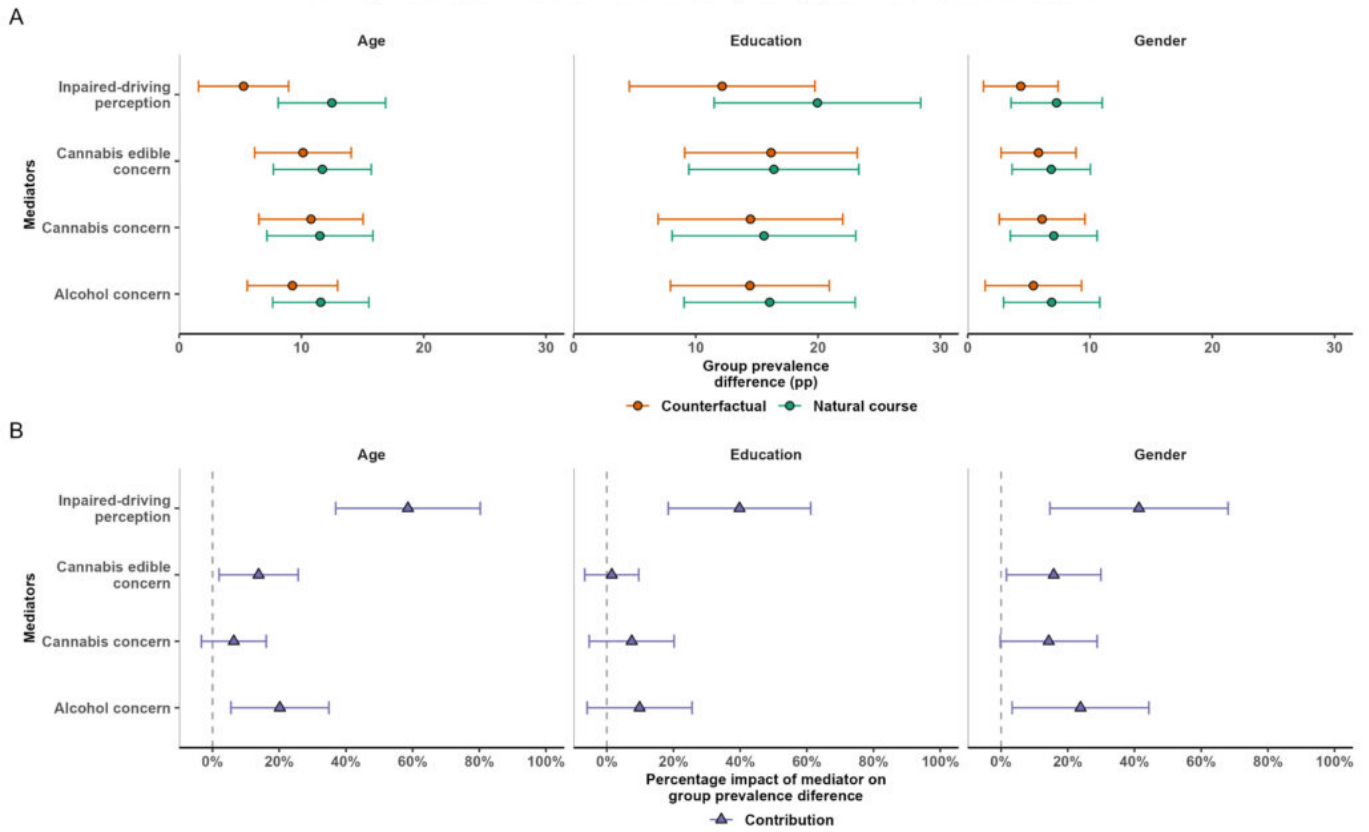 A
Age
Education
Gender
Inpaired-driving
perception
Cannabis edible
concern
Cannabis concern
Alcohol concern
Mediators
0 10 20 30
0 10 20 30
0 10 20 30
Group prevalence
difference (pp)
Counterfactual Natural course
B
Age
Education
Gender
Inpaired-driving
perception
Cannabis edible
concern
Cannabis concern
Alcohol concern
Mediators
0% 20% 40% 60% 80% 100%
0% 20% 40% 60% 80% 100%
0% 20% 40% 60% 80% 100%
Percentage impact of mediator on
group prevalence diference
Contribution